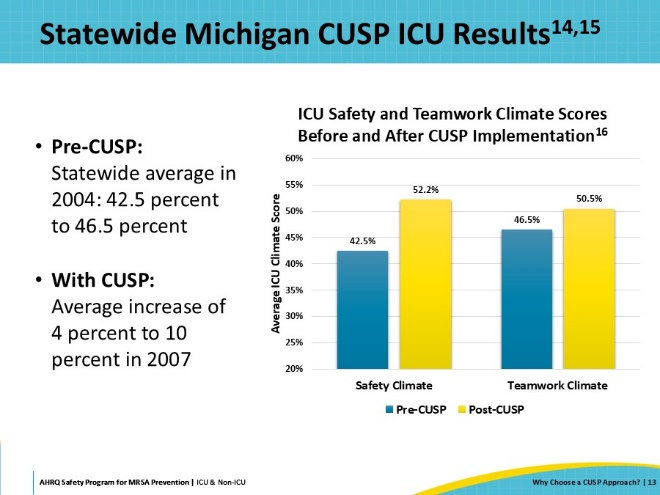 Statewide Michigan CUSP ICU Results14,15
• Pre-CUSP:
Statewide average in
2004: 42.5 percent
to 46.5 percent
• With CUSP:
Average increase of
4 percent to 10
percent in 2007
ICU Safety and Teamwork Climate Scores
Before and After CUSP Implementation16
Average ICU Climate Score
60%
55%
50%
45%
40%
35%
30%
25%
20%
42.5%
52.2%
46.5%
50.5%
Safety Climate
Teamwork Climate
Pre-CUSP
Post-CUSP
AHRQ Safety Program for MRSA Prevention | ICU & Non-ICU
Why Choose a CUSP Approach? | 13